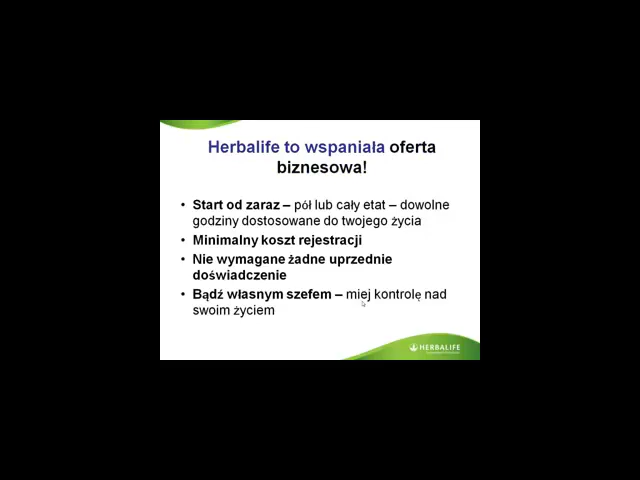 Herbalife to wspaniała oferta
biznesowa!
• Start od zaraz – pół lub cały etat – dowolne
godziny dostosowane do twojego życia
• Minimalny koszt rejestracji
• Nie wymagane żadne uprzednie
doświadczenie
• Bądź własnym szefem – miej kontrolę nad
swoim życiem
HERBALIFE